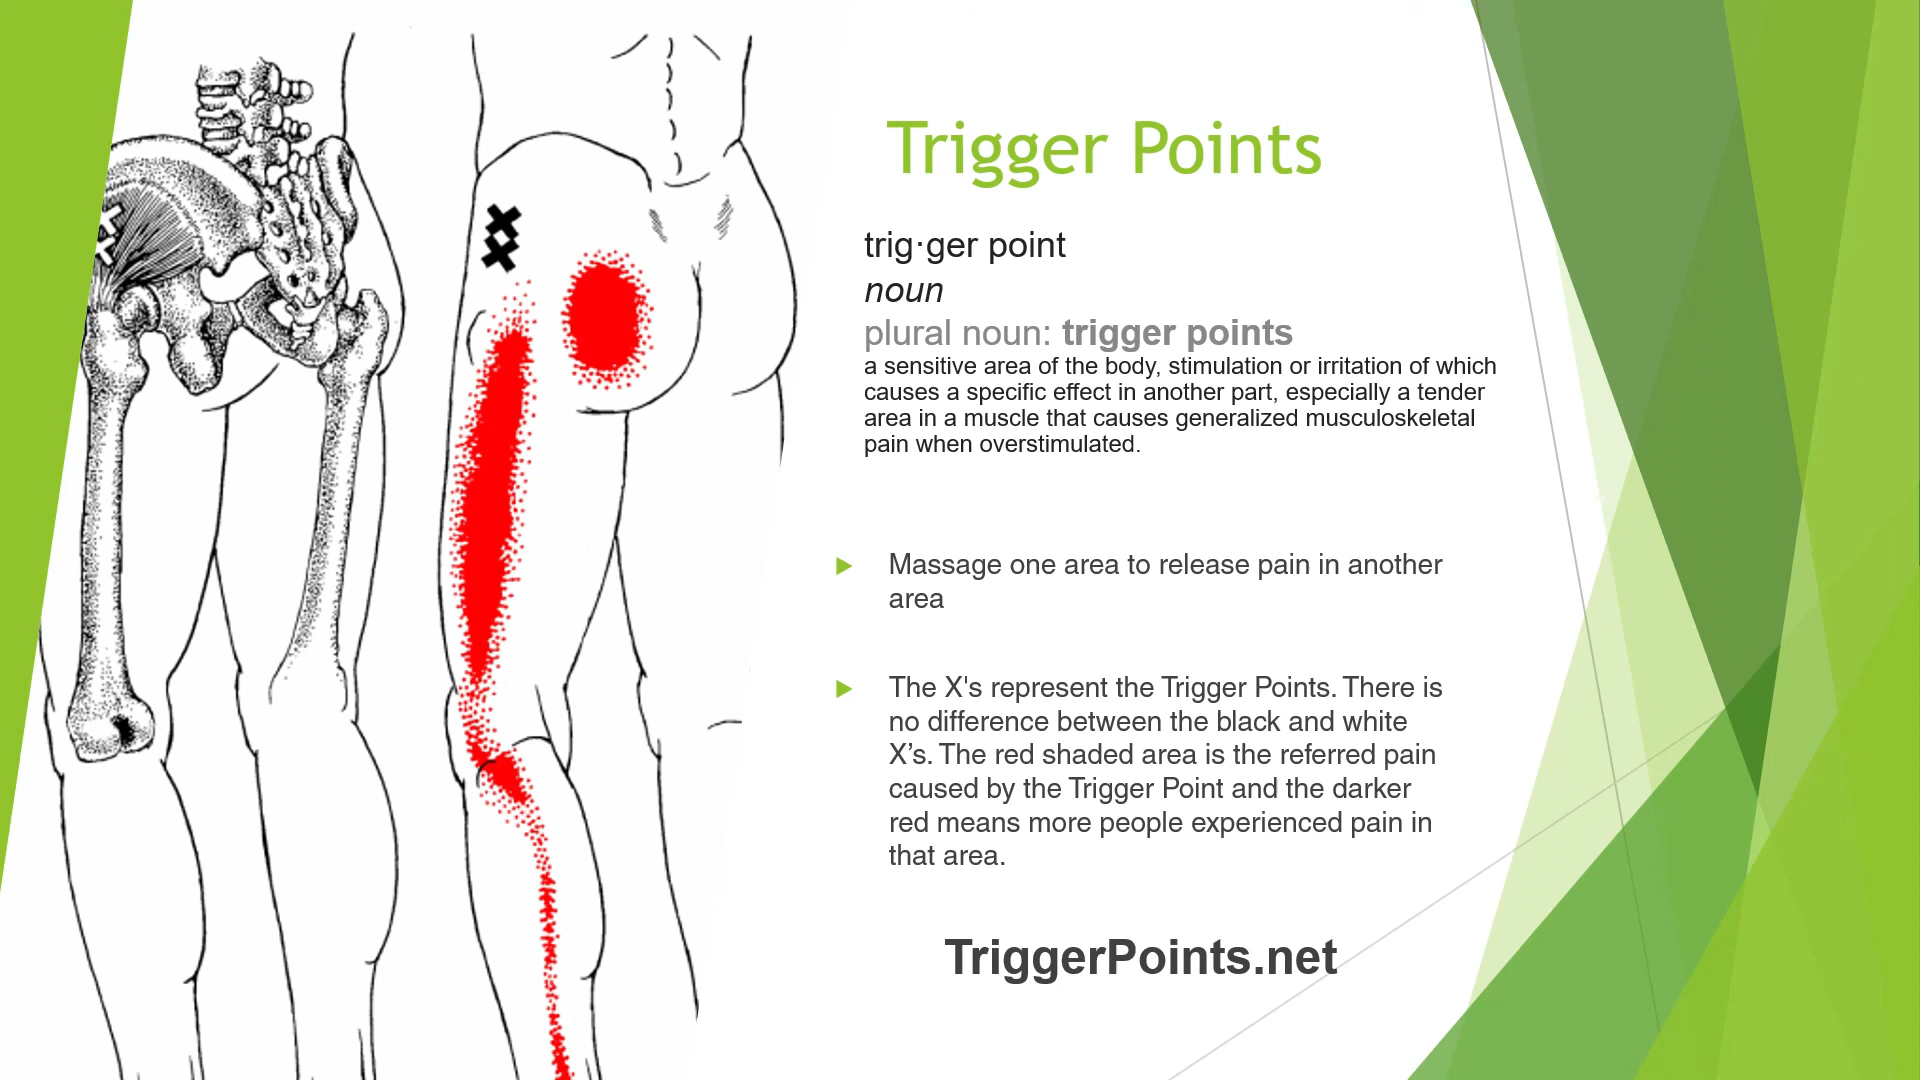 Trigger Points
trig·ger point
noun
plural noun: trigger points
a sensitive area of the body, stimulation or irritation of which
causes a specific effect in another part, especially a tender
area in a muscle that causes generalized musculoskeletal
pain when overstimulated.
Massage one area to release pain in another
area
The X's represent the Trigger Points. There is
no difference between the black and white
X’s. The red shaded area is the referred pain
caused by the Trigger Point and the darker
red means more people experienced pain in
that area.
TriggerPoints.net